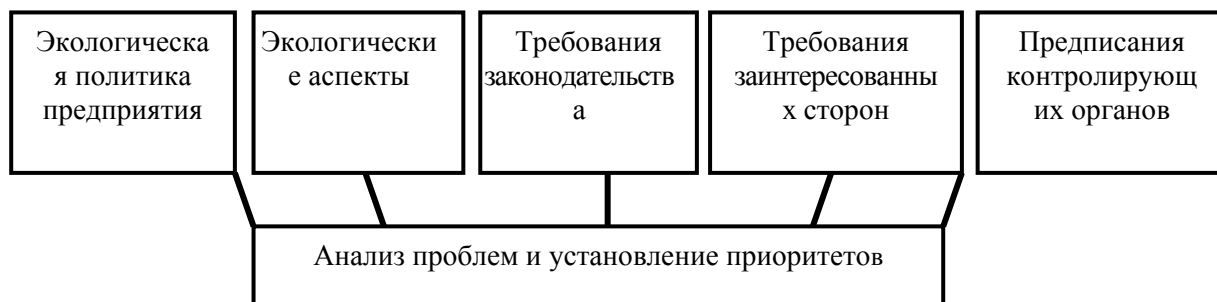 Экологическа
я политика
предприятия
Экологически
е аспекты
Требования
законодательств
а
Требования
заинтересованны
х сторон
Предписания
контролирующ
их органов
Анализ проблем и установление приоритетов